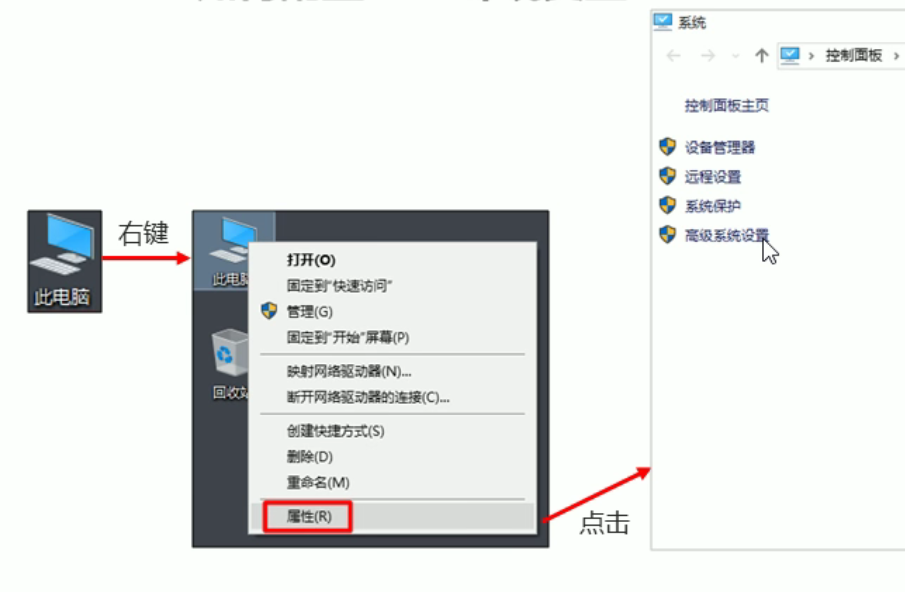 系统
控制面板
控制面板主页
设备管理器
远程设置
系统保护
高级系统设置
此电脑
右键
此电脑
回收站
打开(O)
固定到"快速访问"
管理(G)
固定到"开始"屏幕(P)
映射网络驱动器(N)...
断开网络驱动器的连接(C)...
创建快捷方式(S)
删除(D)
重命名(M)
属性(R)
点击